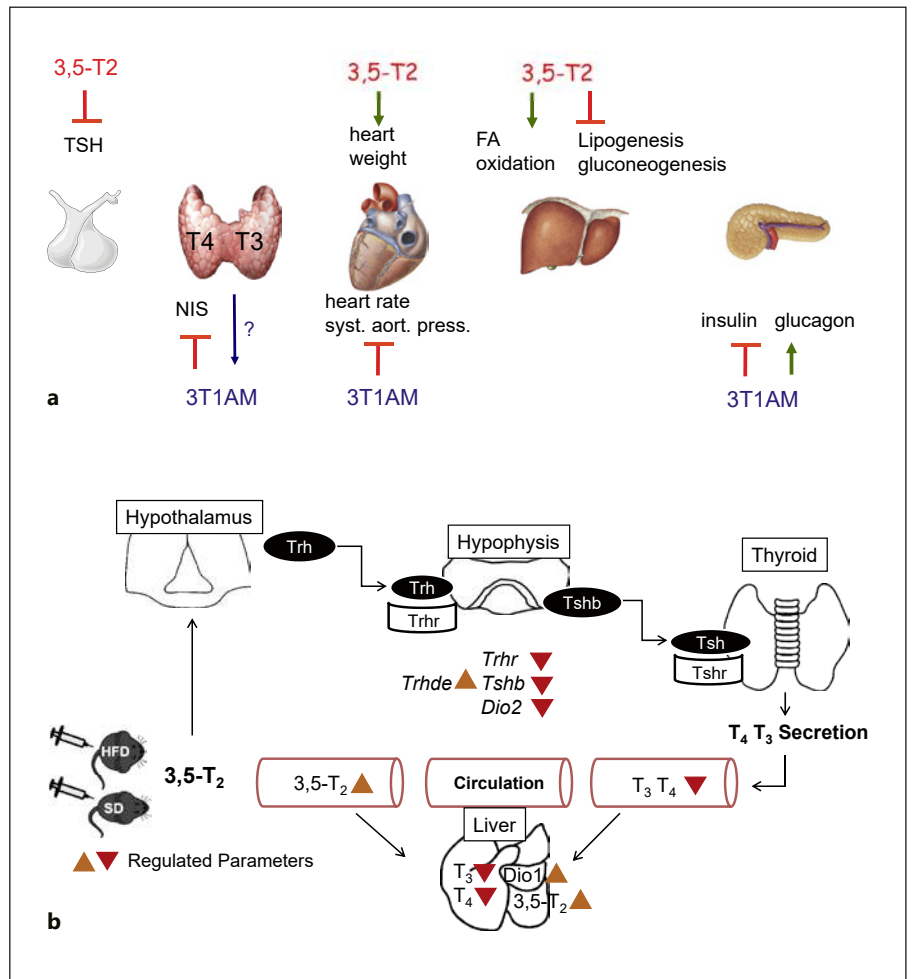 3,5-T2
3,5-T2
3,5-T2
TSH
heart
weight
FA
oxidation
Lipogenesis
gluconeogenesis
T4 T3
NIS
?
heart rate
syst. aort. press.
insulin glucagon
3T1AM
3T1AM
3T1AM
a
Hypothalamus
Trh
Hypophysis
Thyroid
Trh
Trhr
Tshb
Tsh
Tshr
Trhr
Trhde
Tshb
Dio2
T4 T3 Secretion
HFD
SD
3,5-T2
3,5-T2
Circulation
T3 T4
Liver
Regulated Parameters
T3
Dio1
T4
3,5-T2
b